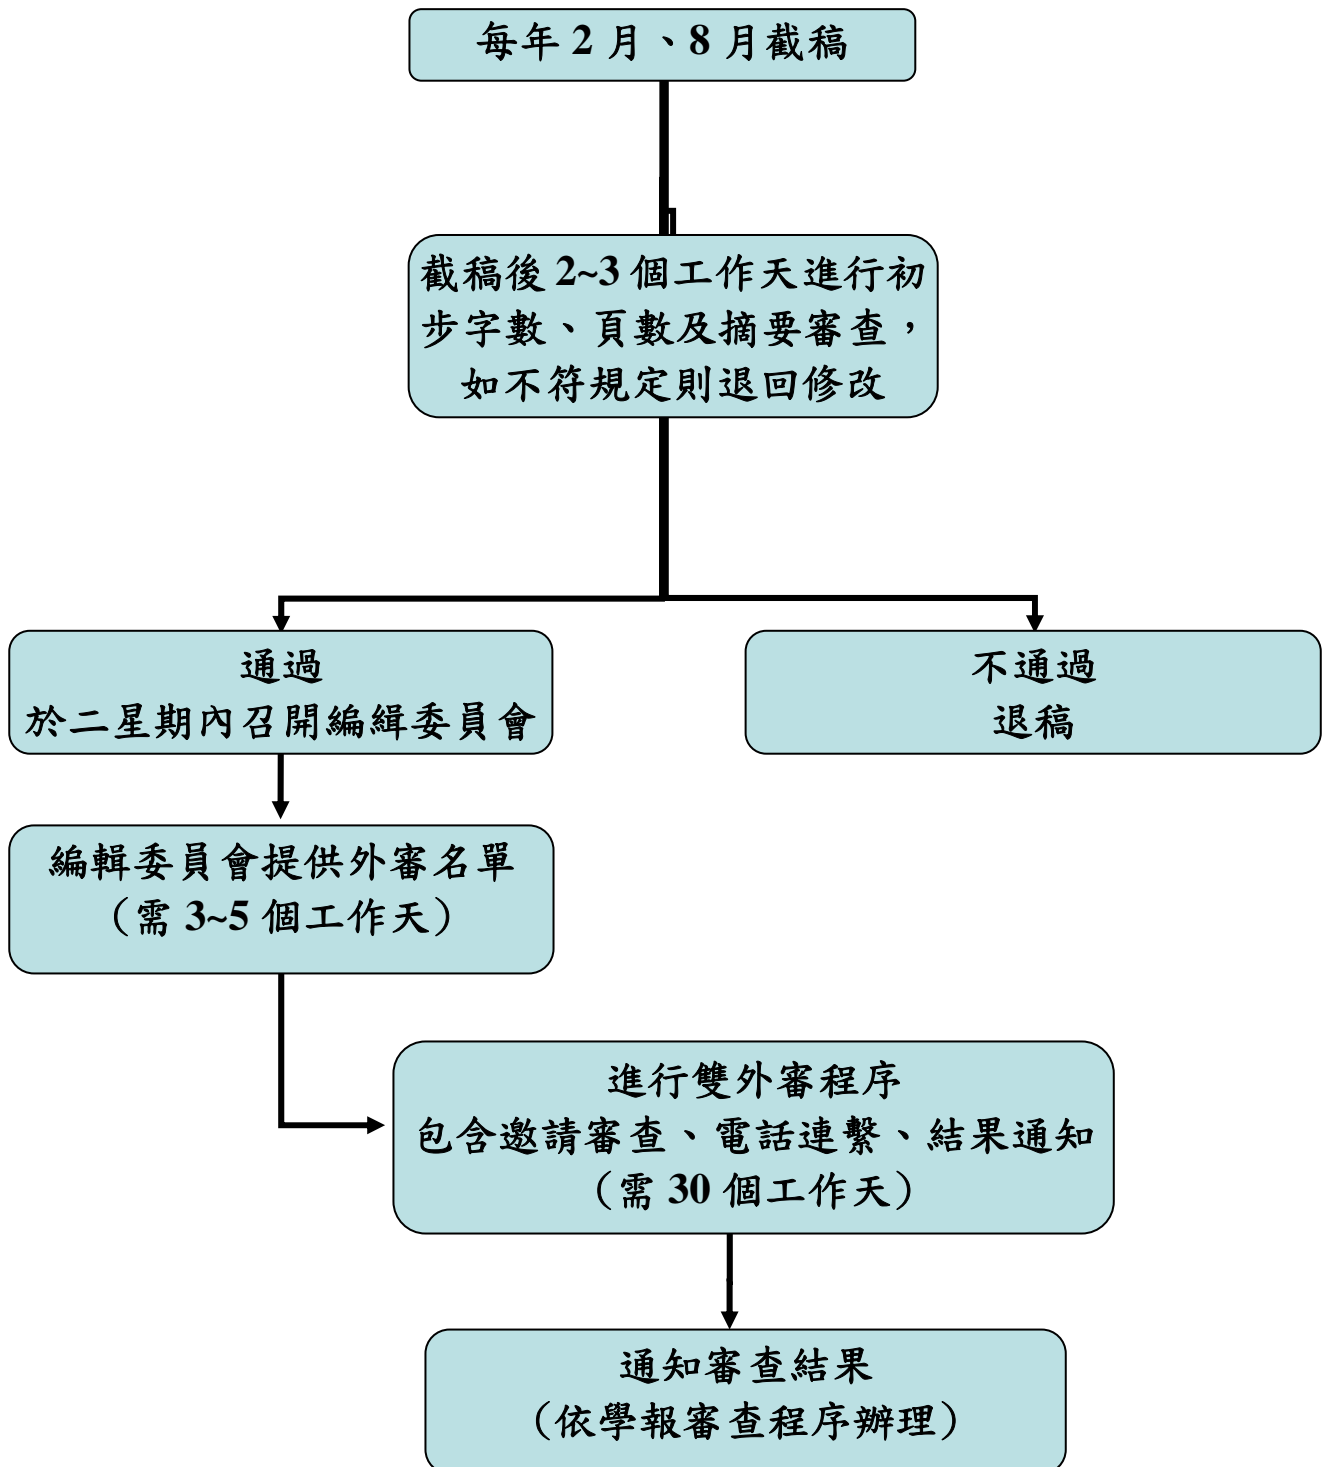 每年 2 月、8 月截稿
截稿後 2~3 個工作天進行初
步字數、頁數及摘要審查，
如不符規定則退回修改
通過
於二星期內召開編緝委員會
不通過
退稿
編輯委員會提供外審名單
（需 3~5 個工作天）
進行雙外審程序
包含邀請審查、電話連繫、結果通知
（需 30 個工作天）
通知審查結果
（依學報審查程序辦理）